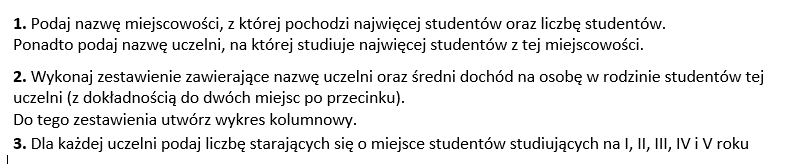 1. Podaj nazwę miejscowości, z której pochodzi najwięcej studentów oraz liczbę studentów.
Ponadto podaj nazwę uczelni, na której studiuje najwięcej studentów z tej miejscowości.
2. Wykonaj zestawienie zawierające nazwę uczelni oraz średni dochód na osobę w rodzinie studentów tej
uczelni (z dokładnością do dwóch miejsc po przecinku).
Do tego zestawienia utwórz wykres kolumnowy.
3. Dla każdej uczelni podaj liczbę starających się o miejsce studentów studiujących na I, II, III, IV i V roku